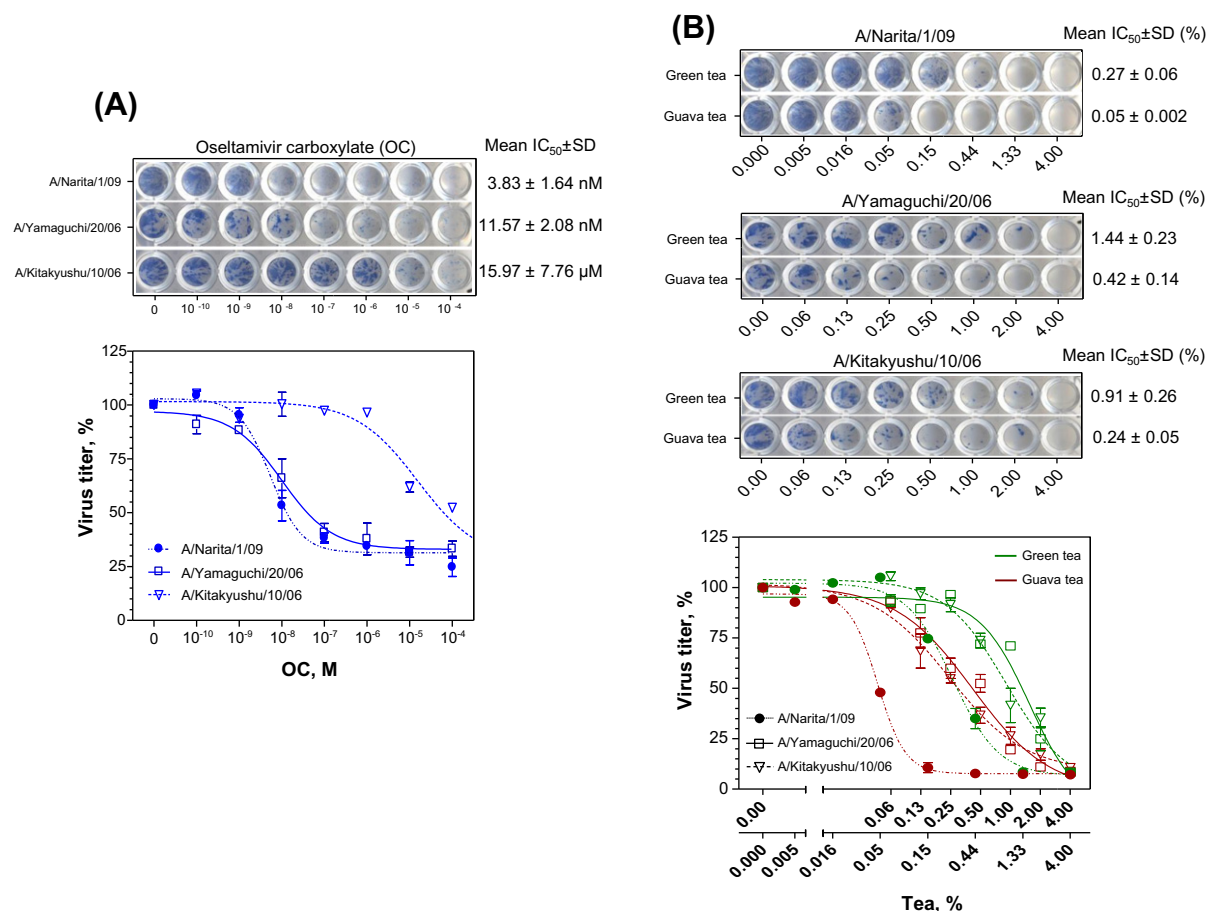 (A)
Oseltamivir carboxylate (OC)
Mean IC50±SD
A/Narita/1/09
3.83 ± 1.64 nM
A/Yamaguchi/20/06
11.57 ± 2.08 nM
A/Kitakyushu/10/06
15.97 ± 7.76 µM
0 10-10 10-9 10-8 10-7 10-6 10-5 10-4
125
100
75
50
25
0
Virus titer, %
A/Narita/1/09
A/Yamaguchi/20/06
A/Kitakyushu/10/06
0 10-10 10-9 10-8 10-7 10-6 10-5 10-4
OC, M
(B)
A/Narita/1/09
Mean IC50±SD (%)
Green tea
0.27 ± 0.06
Guava tea
0.05 ± 0.002
0.000 0.005 0.016 0.05 0.15 0.44 1.33 4.00
A/Yamaguchi/20/06
Mean IC50±SD (%)
Green tea
1.44 ± 0.23
Guava tea
0.42 ± 0.14
0.00 0.06 0.13 0.25 0.50 1.00 2.00 4.00
A/Kitakyushu/10/06
Mean IC50±SD (%)
Green tea
0.91 ± 0.26
Guava tea
0.24 ± 0.05
0.00 0.06 0.13 0.25 0.50 1.00 2.00 4.00
125
100
75
50
25
0
Virus titer, %
Green tea
Guava tea
A/Narita/1/09
A/Yamaguchi/20/06
A/Kitakyushu/10/06
0.00 0.06 0.13 0.25 0.50 1.00 2.00 4.00
0.000 0.005 0.016 0.05 0.15 0.44 1.33 4.00
Tea, %